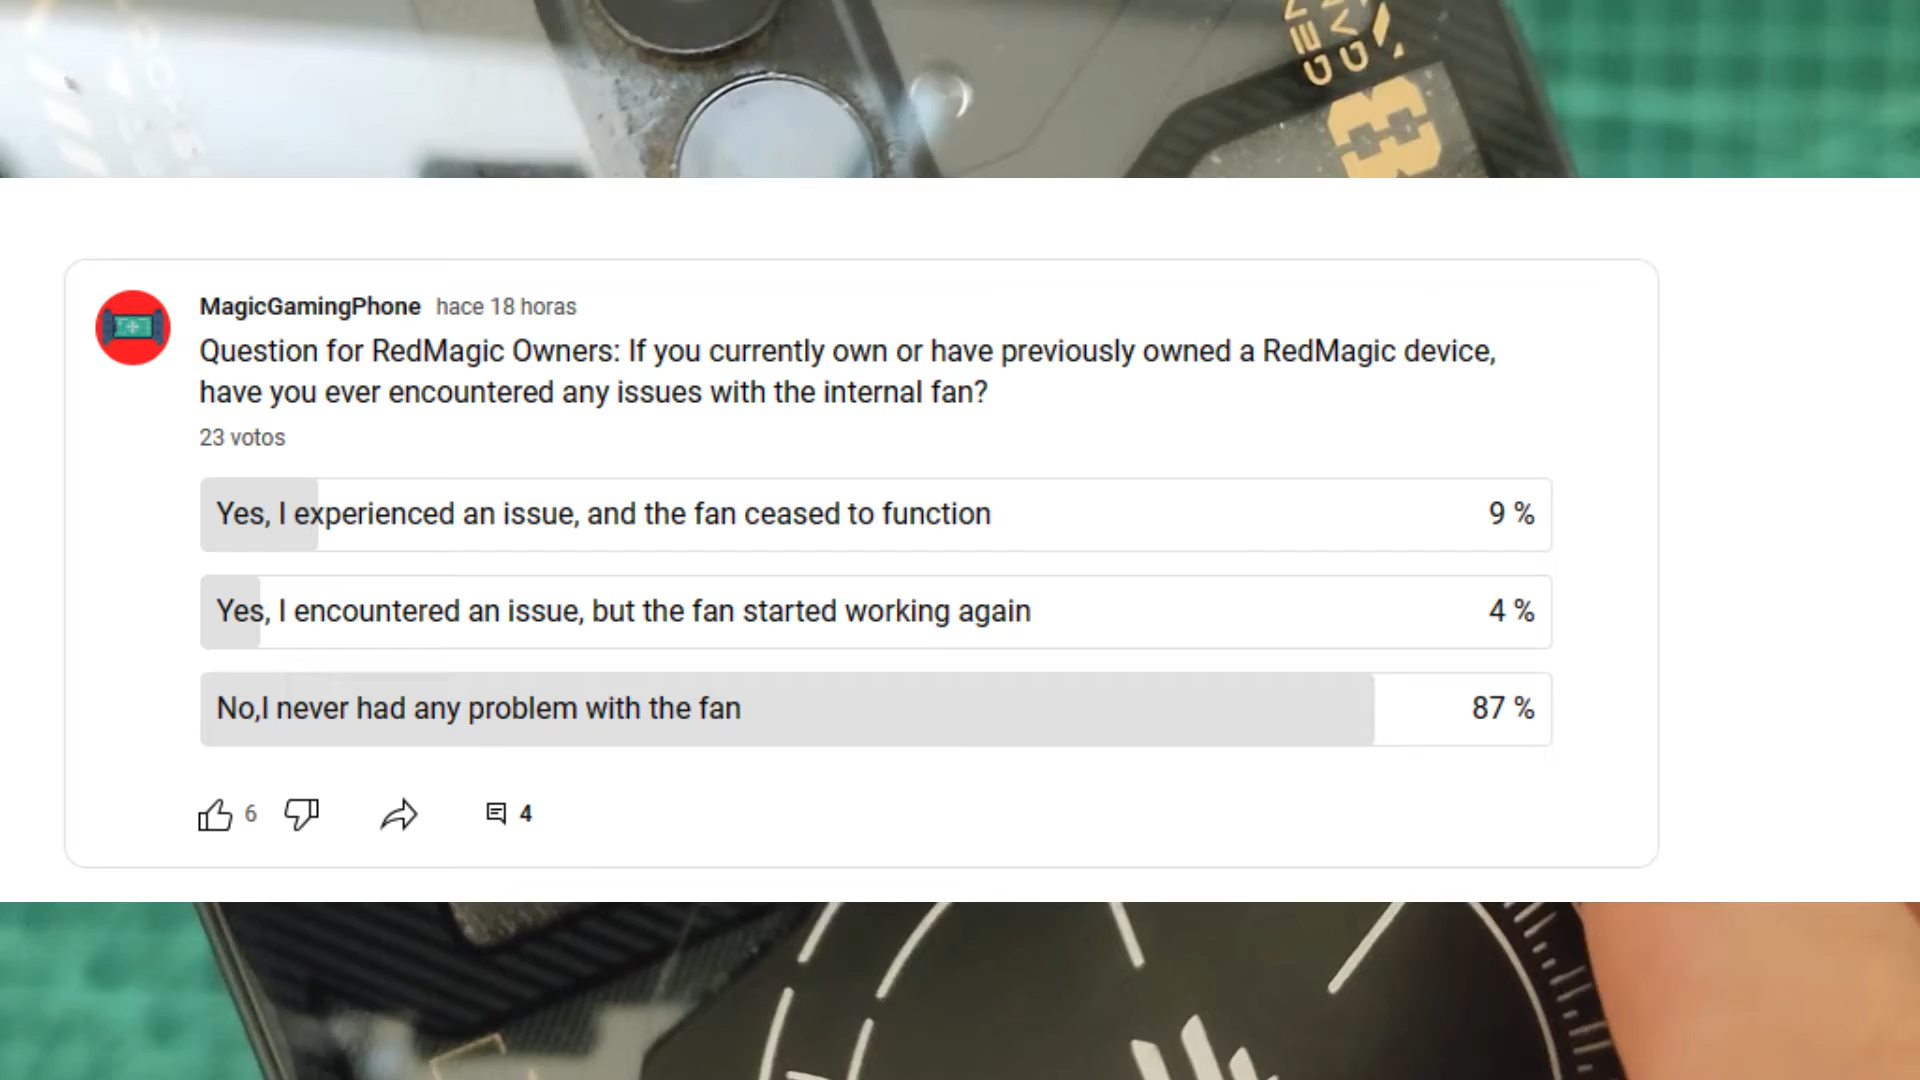 MagicGamingPhone hace 18 horas
Question for RedMagic Owners: If you currently own or have previously owned a RedMagic device,
have you ever encountered any issues with the internal fan?
23 votos
Yes, I experienced an issue, and the fan ceased to function 9 %
Yes, I encountered an issue, but the fan started working again 4 %
No,I never had any problem with the fan 87 %
6 4